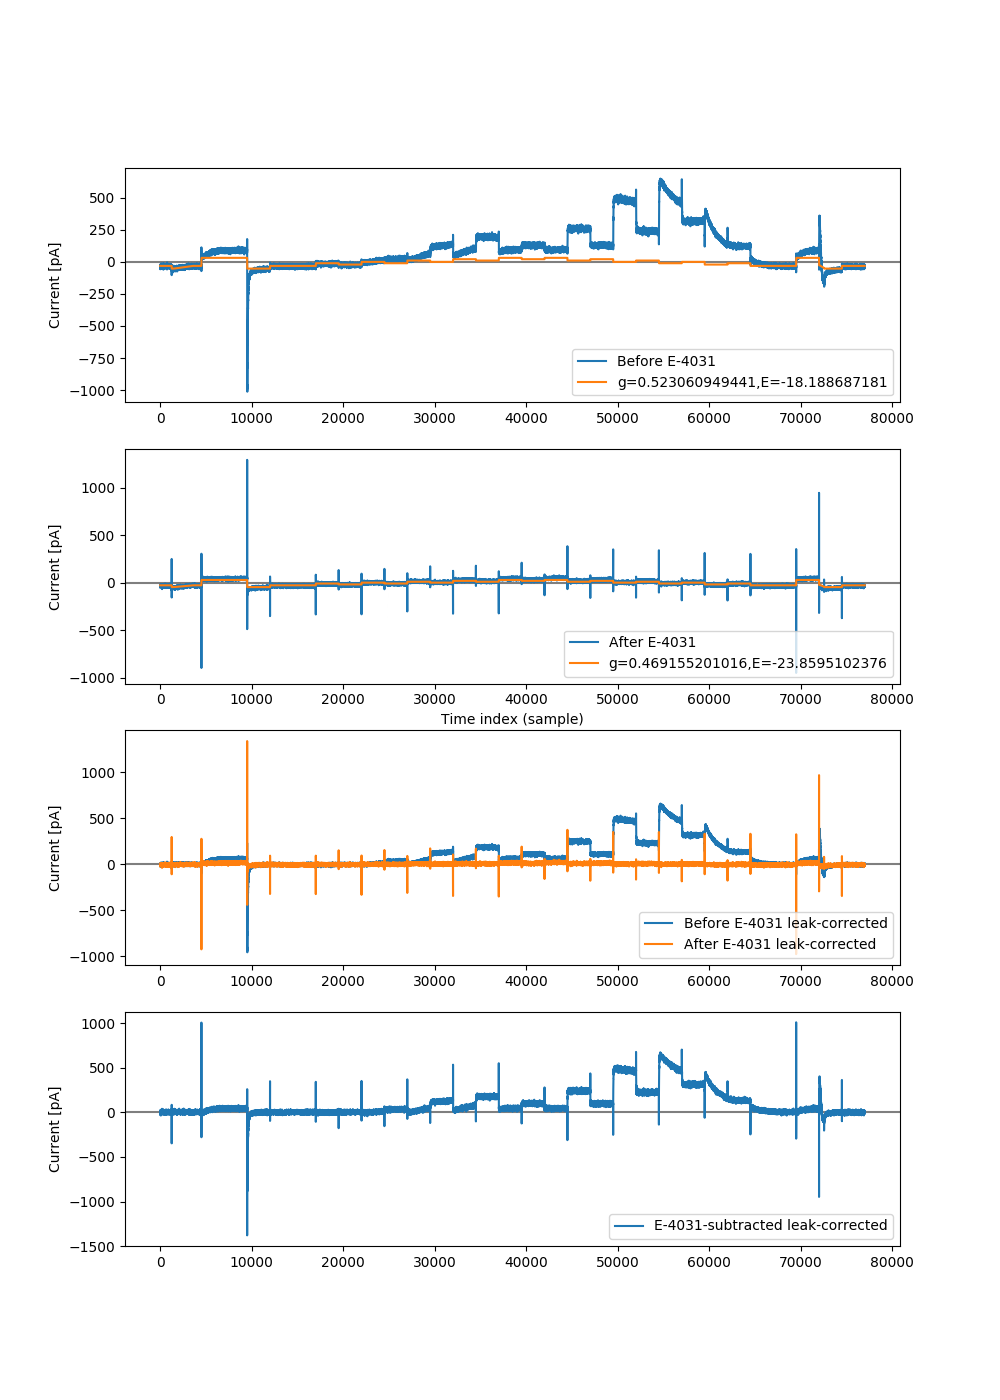 500
250
0
−250
−500
−750
−1000
Current [pA]
Before E-4031
g=0.523060949441,E=-18.188687181
0 10000 20000 30000 40000 50000 60000 70000 80000
1000
500
0
−500
−1000
Current [pA]
After E-4031
g=0.469155201016,E=-23.8595102376
0 10000 20000 30000 40000 50000 60000 70000 80000
Time index (sample)
1000
500
0
−500
−1000
Current [pA]
Before E-4031 leak-corrected
After E-4031 leak-corrected
0 10000 20000 30000 40000 50000 60000 70000 80000
1000
500
0
−500
−1000
−1500
Current [pA]
E-4031-subtracted leak-corrected
0 10000 20000 30000 40000 50000 60000 70000 80000